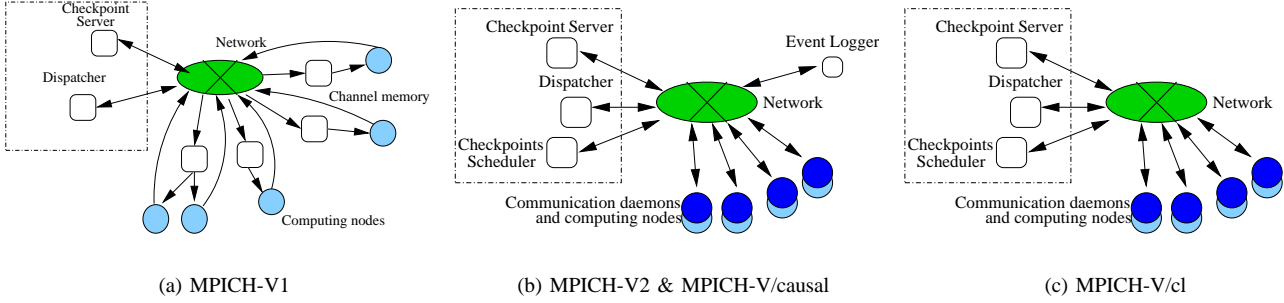 Checkpoint
Server
Network
Dispatcher
Channel memory
Computing nodes
(a) MPICH-V1
Checkpoint Server
Event Logger
Dispatcher
Network
Checkpoints
Scheduler
Communication daemons
and computing nodes
(b) MPICH-V2 & MPICH-V/causal
Checkpoint Server
Dispatcher
Network
Checkpoints
Scheduler
Communication daemons
and computing nodes
(c) MPICH-V/cl